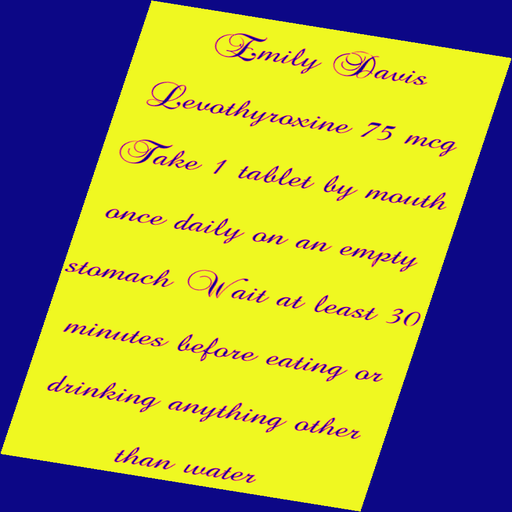 Emily Davis
Levothyroxine 75 mcg
Take 1 tablet by mouth
once daily on an empty
stomach Wait at least 30
minutes before eating or
drinking anything other
than water